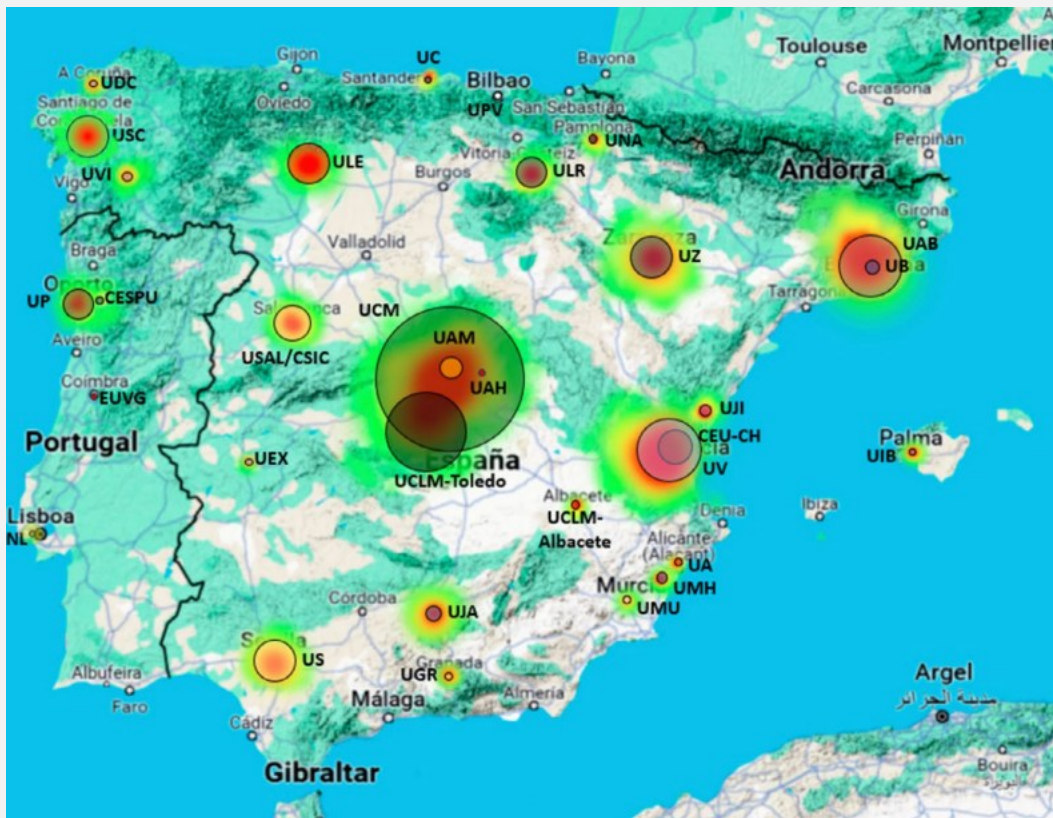 Toulouse
Montpellier
Gijon
UC
A Coruña
UDC
Santander
Bilbao
Bayona
Carcasona
Oviedo
UPV
San Sebastián
Santiago de
USC
Pamplona
UNA
Perpiñan
Vitoria
UVI
ULE
ULR
Andorra
Vigo
Burgos
Girona
Valladolid
UAB
Braga
UZ
UB
Oporto
CESPU
UP
Tarragona
UCM
USAL/CSIC
UAM
Aveiro
UAH
Coimbra
EUVG
UJI
Portugal
CEU-CH
Palma
UEX
España
UV
UIB
UCLM-Toledo
Albacete
Ibiza
Lisboa
UCLM-
Albacete
Denia
NL
Alicante
(Alacant)
UA
Murcia
UMH
UMU
Córdoba
UJA
Sevilla
US
Granada
UGR
Albufeira
Argel
Faro
Málaga
Almería
مدينة الجزائر
Cádiz
Gibraltar
Bouira
البويرة